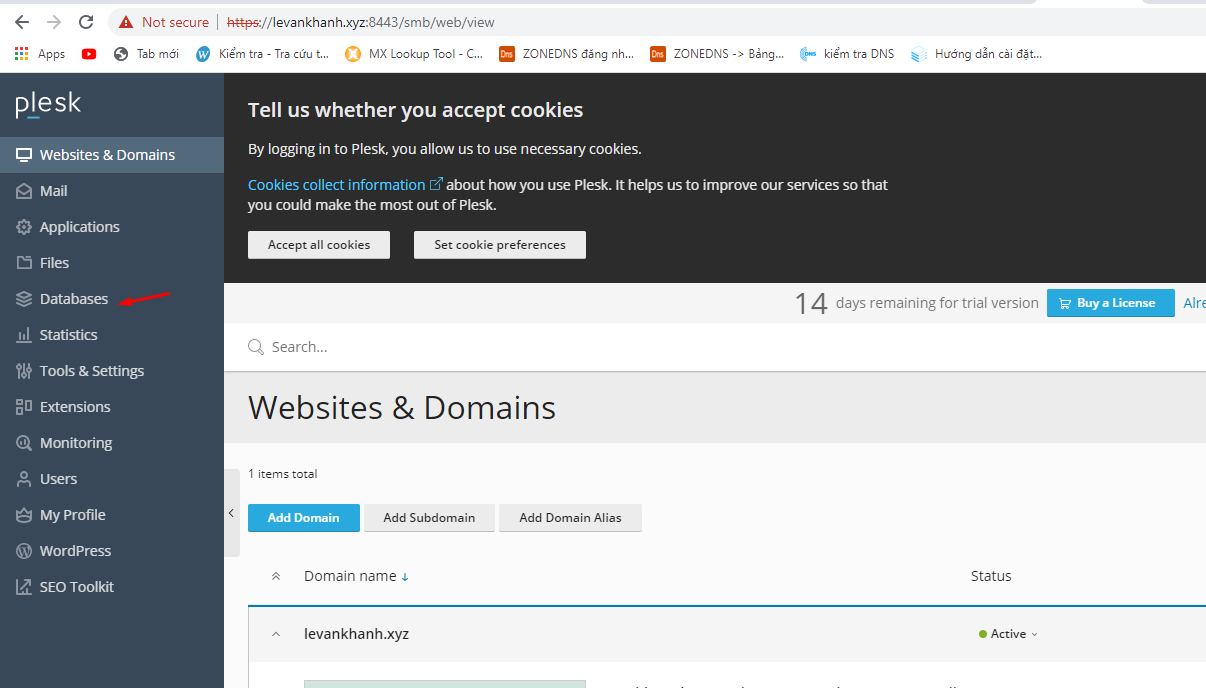 Not secure | https://levankhanh.xyz:8443/smb/web/view
Apps Tab mới Kiểm tra - Tra cứu t... MX Lookup Tool - C... ZONEDNS đăng nh... ZONEDNS -> Bảng... kiểm tra DNS Hướng dẫn cài đặt...
plesk
Websites & Domains
Mail
Applications
Files
Databases
Statistics
Tools & Settings
Extensions
Monitoring
Users
My Profile
WordPress
SEO Toolkit
Tell us whether you accept cookies
By logging in to Plesk, you allow us to use necessary cookies.
Cookies collect information about how you use Plesk. It helps us to improve our services so that
you could make the most out of Plesk.
Accept all cookies Set cookie preferences
14 days remaining for trial version Buy a License Alre
Search...
Websites & Domains
1 items total
Add Domain Add Subdomain Add Domain Alias
Domain name ↓ Status
levankhanh.xyz Active